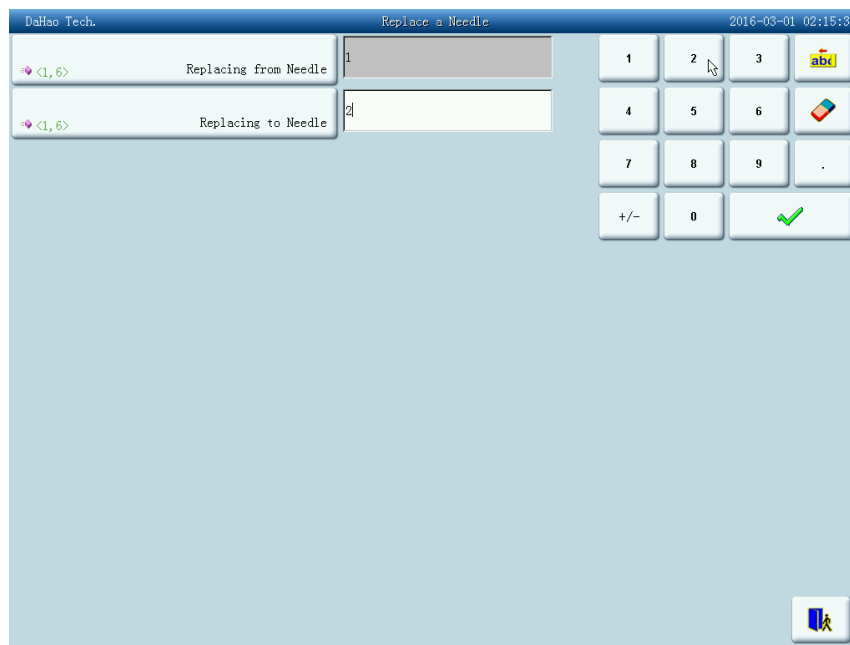 DaHao Tech. Replace a Needle 2016-03-01 02:15:3
<1,6> Replacing from Needle 1
<1,6> Replacing to Needle 2
1 2 3 abc
4 5 6
7 8 9 .
+/- 0